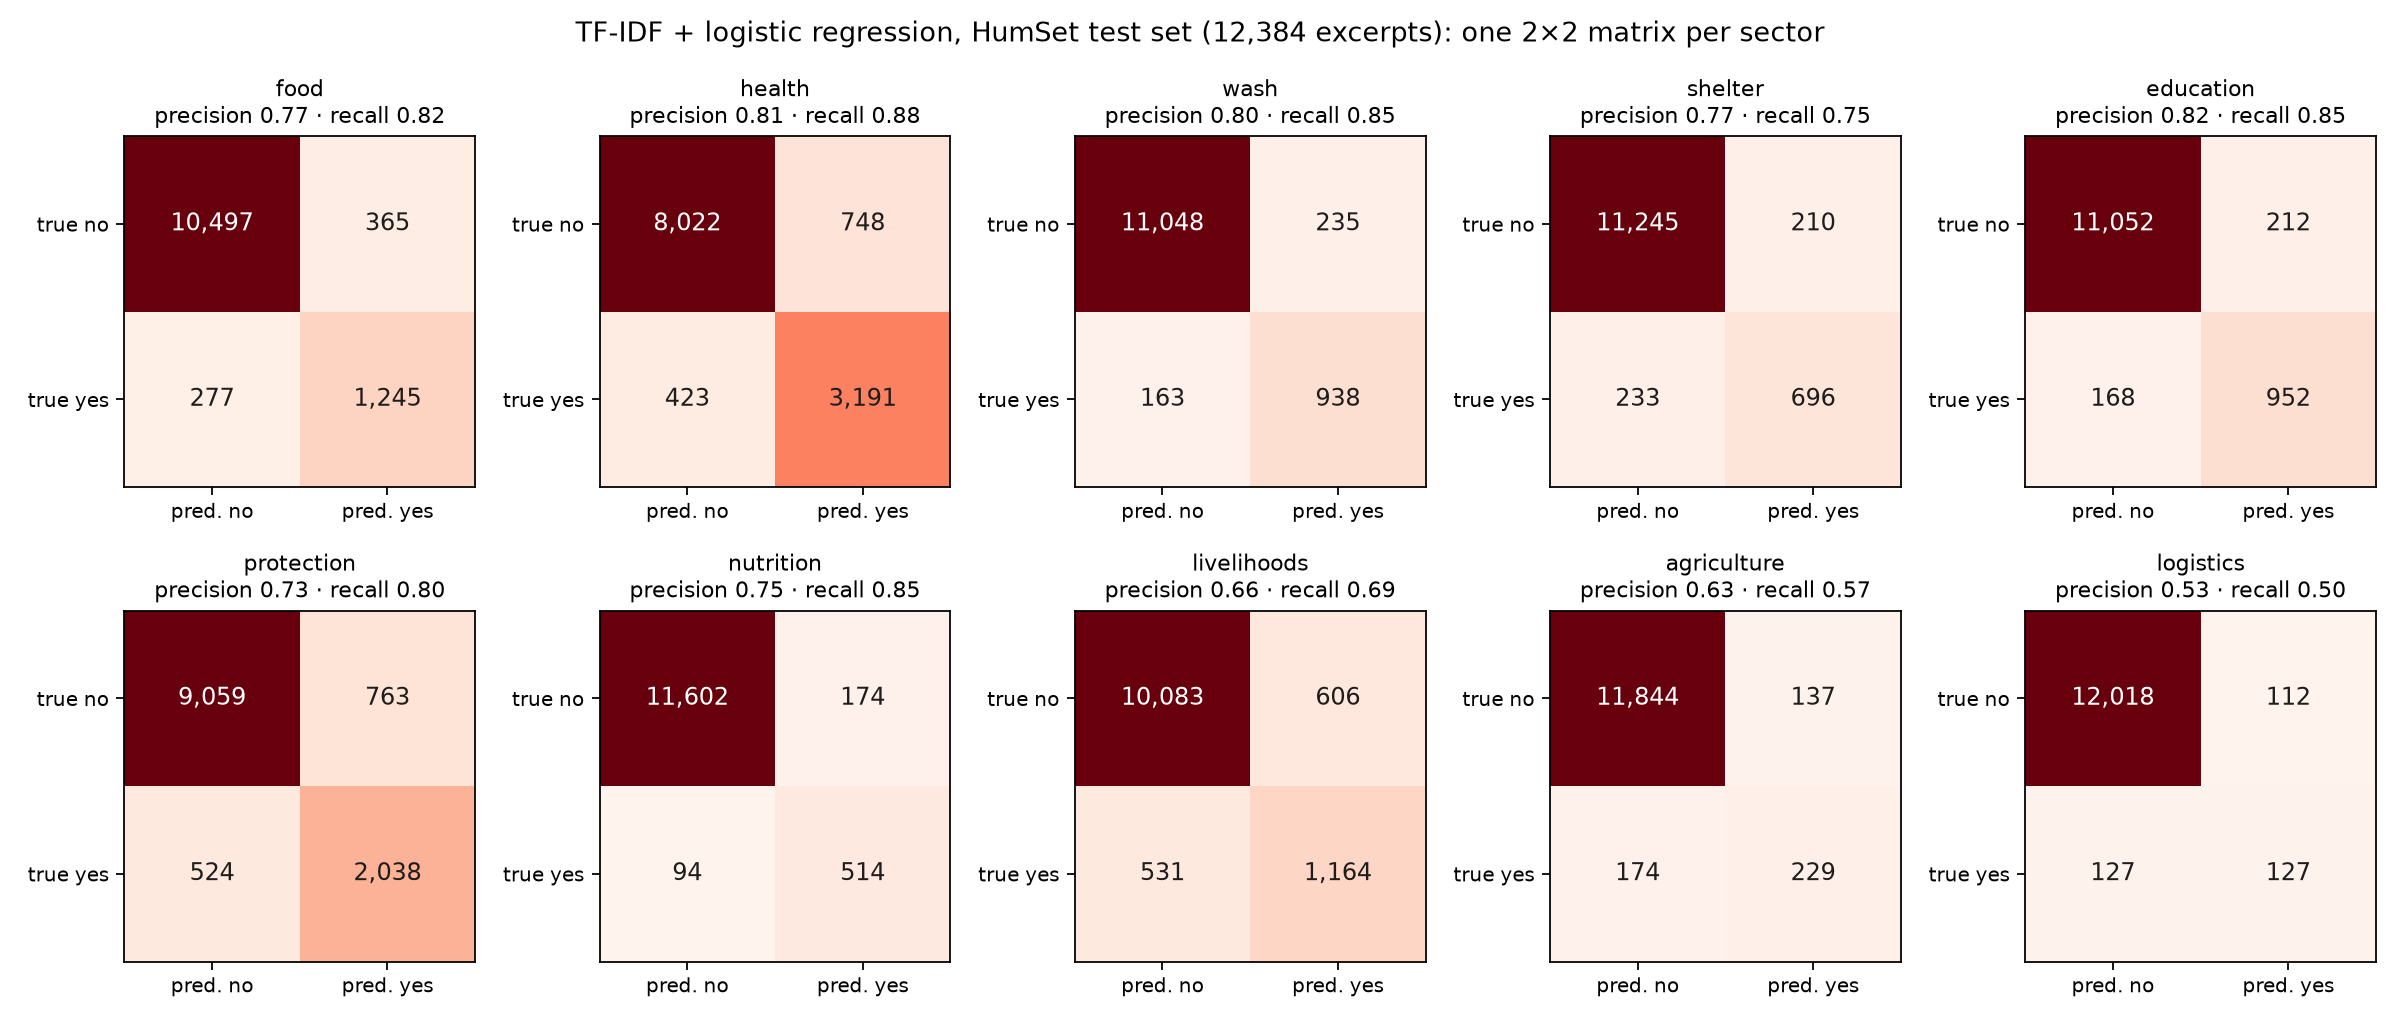 TF-IDF + logistic regression, HumSet test set (12,384 excerpts): one 2×2 matrix per sector
food
precision 0.77 · recall 0.82
true no
10,497 365
true yes
277 1,245
pred. no pred. yes
health
precision 0.81 · recall 0.88
true no
8,022 748
true yes
423 3,191
pred. no pred. yes
wash
precision 0.80 · recall 0.85
true no
11,048 235
true yes
163 938
pred. no pred. yes
shelter
precision 0.77 · recall 0.75
true no
11,245 210
true yes
233 696
pred. no pred. yes
education
precision 0.82 · recall 0.85
true no
11,052 212
true yes
168 952
pred. no pred. yes
protection
precision 0.73 · recall 0.80
true no
9,059 763
true yes
524 2,038
pred. no pred. yes
nutrition
precision 0.75 · recall 0.85
true no
11,602 174
true yes
94 514
pred. no pred. yes
livelihoods
precision 0.66 · recall 0.69
true no
10,083 606
true yes
531 1,164
pred. no pred. yes
agriculture
precision 0.63 · recall 0.57
true no
11,844 137
true yes
174 229
pred. no pred. yes
logistics
precision 0.53 · recall 0.50
true no
12,018 112
true yes
127 127
pred. no pred. yes